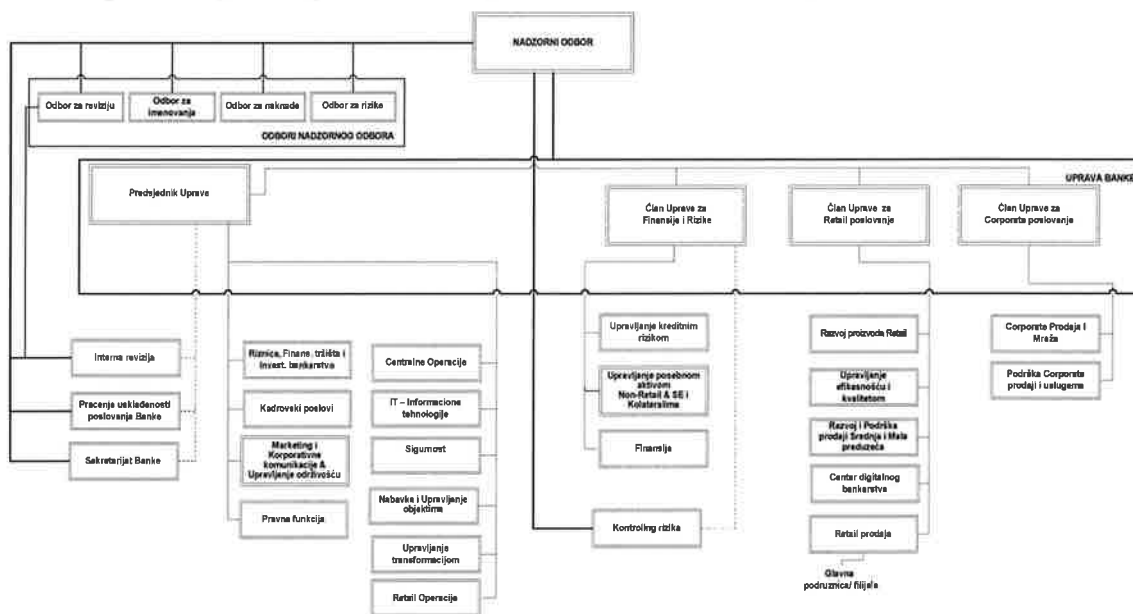 NADZORNI ODBOR
Odbor za reviziju
Odbor za
imenovanja
Odbor za naknade
Odbor za rizike
ODBORI NADZORNOG ODBORA
UPRAVA BANKE
Predsjednik Uprave
Član Uprave za
Finansije i Rizike
Član Uprave za
Retail poslovanje
Član Uprave za
Corporate poslovanje
Interna revizija
Praćenje usklađenosti
poslovanja Banke
Sekretarijat Banke
Riznica, Finans. tržišta i
Invest. bankarstvo
Kadrovski poslovi
Marketing i
Korporativne
komunikacije &
Upravljanje održivošću
Pravna funkcija
Centralne Operacije
IT – Informacione
tehnologije
Sigurnost
Nabavka i Upravljanje
objektima
Upravljanje
transformacijom
Retail Operacije
Upravljanje kreditnim
rizikom
Upravljanje posebnom
aktivom
Non-Retail & SE i
Kolateralima
Finansije
Kontroling rizika
Razvoj proizvoda Retail
Upravljanje
efikasnošću i
kvalitetom
Razvoj i Podrška
prodaji Srednja i Mala
preduzeća
Centar digitalnog
bankarstva
Retail prodaja
Glavna
podružnica/ filijale
Corporate Prodaja I
Mreža
Podrška Corporate
prodaji i uslugama